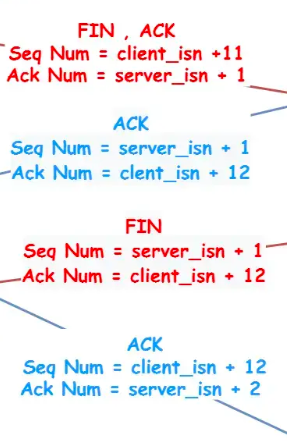 FIN , ACK
Seq Num = client_isn +11
Ack Num = server_isn + 1
ACK
Seq Num = server_isn + 1
Ack Num = clent_isn + 12
FIN
Seq Num = server_isn + 1
Ack Num = client_isn + 12
ACK
Seq Num = client_isn + 12
Ack Num = server_isn + 2